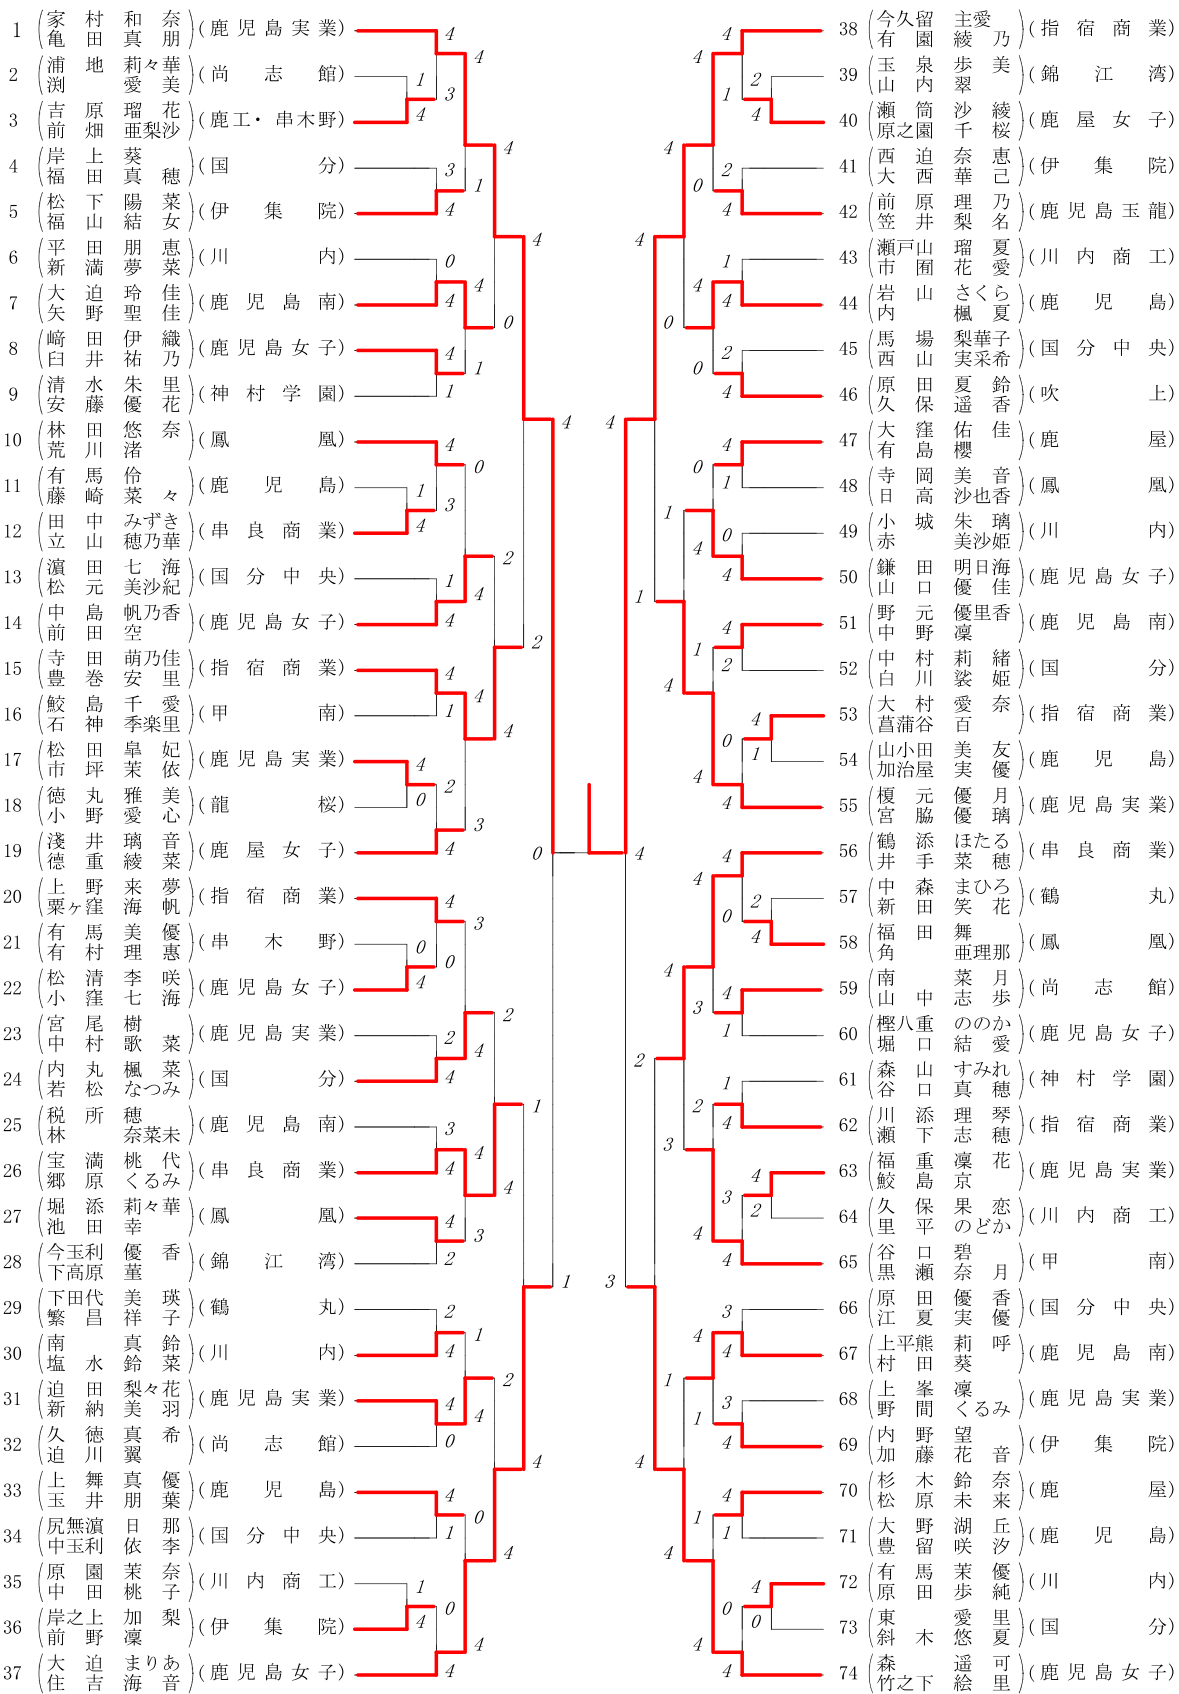 1 (家村和奈 亀田真朋) (鹿児島実業)
2 (浦地莉々華 渕愛美) (尚志館)
3 (吉原瑠花 前畑亜梨沙) (鹿工・串木野)
4 (岸上葵 福田真穂) (国分)
5 (松下陽菜 福山結女) (伊集院)
6 (平田朋恵 新満夢菜) (川内)
7 (大迫玲佳 矢野聖佳) (鹿児島南)
8 (﨑田伊織 臼井祐乃) (鹿児島女子)
9 (清水朱里 安藤優花) (神村学園)
10 (林田悠奈 荒川渚) (鳳凰)
11 (有馬伶 藤崎菜々) (鹿児島)
12 (田中みずき 立山穂乃華) (串良商業)
13 (濵田七海 松元美沙紀) (国分中央)
14 (中島帆乃香 前田空) (鹿児島女子)
15 (寺田萌乃佳 豊巻安里) (指宿商業)
16 (鮫島千愛 石神季楽里) (甲南)
17 (松田皐妃 市坪茉依) (鹿児島実業)
18 (徳丸雅美 小野愛心) (龍桜)
19 (淺井璃音 德重綾菜) (鹿屋女子)
20 (上野来夢 粟ヶ窪海帆) (指宿商業)
21 (有馬美優 有村理惠) (串木野)
22 (松清李咲 小窪七海) (鹿児島女子)
23 (宮尾樹 中村歌菜) (鹿児島実業)
24 (内丸楓菜 若松なつみ) (国分)
25 (税所穂 林奈菜未) (鹿児島南)
26 (宝満桃代 郷原くるみ) (串良商業)
27 (堀添莉々華 池田幸) (鳳凰)
28 (今玉利優香 下高原菫) (錦江湾)
29 (下田代美瑛 繁昌祥子) (鶴丸)
30 (南真鈴 塩水鈴菜) (川内)
31 (迫田梨々花 新納美羽) (鹿児島実業)
32 (久徳真希 迫川翼) (尚志館)
33 (上舞真優 玉井朋葉) (鹿児島)
34 (尻無濵日那 中玉利依李) (国分中央)
35 (原園茉奈 中田桃子) (川内商工)
36 (岸之上加梨 前野凜) (伊集院)
37 (大迫まりあ 住吉海音) (鹿児島女子)
38 (今久留主愛 有園綾乃) (指宿商業)
39 (玉泉歩美 山内翠) (錦江湾)
40 (瀬筒沙綾 原之園千桜) (鹿屋女子)
41 (西迫奈恵 大西華己) (伊集院)
42 (前原理乃 笠井梨名) (鹿児島玉龍)
43 (瀬戸山瑠夏 市囿花愛) (川内商工)
44 (岩山さくら 内楓夏) (鹿児島)
45 (馬場梨華子 西山実采希) (国分中央)
46 (原田夏鈴 久保遥香) (吹上)
47 (大窪佑佳 有島櫻) (鹿屋)
48 (寺岡美音 日高沙也香) (鳳凰)
49 (小城朱璃 赤美沙姫) (川内)
50 (鎌田明日海 山口優佳) (鹿児島女子)
51 (野元優里香 中野凜) (鹿児島南)
52 (中村莉緒 白川裟姫) (国分)
53 (大村愛奈 菖蒲谷百) (指宿商業)
54 (山小田美友 加治屋実優) (鹿児島)
55 (榎元優月 宮脇優璃) (鹿児島実業)
56 (鶴添ほたる 井手菜穂) (串良商業)
57 (中森まひろ 新田笑花) (鶴丸)
58 (福田舞 角亜理那) (鳳凰)
59 (南菜月 山中志歩) (尚志館)
60 (樫八重ののか 堀口結愛) (鹿児島女子)
61 (森山すみれ 谷口真穂) (神村学園)
62 (川添理琴 瀬下志穂) (指宿商業)
63 (福重凜花 鮫島京) (鹿児島実業)
64 (久保果恋 里平のどか) (川内商工)
65 (谷口碧 黒瀬奈月) (甲南)
66 (原田優香 江夏実優) (国分中央)
67 (上平熊莉呼 村田葵) (鹿児島南)
68 (上峯凜 野間くるみ) (鹿児島実業)
69 (内野望 加藤花音) (伊集院)
70 (杉木鈴奈 松原未来) (鹿屋)
71 (大野湖丘 豊留咲汐) (鹿児島)
72 (有馬茉優 原田歩純) (川内)
73 (東愛里 斜木悠夏) (国分)
74 (森遥可 竹之下絵里) (鹿児島女子)